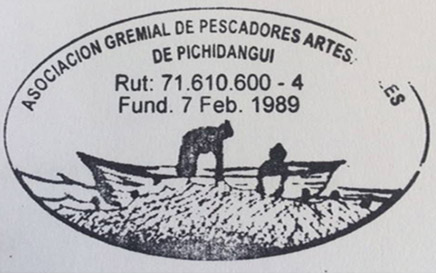 ASOCIACION GREMIAL DE PESCADORES
DE PICHIDANGUI
Rut: 71.610.600 - 4
Fund. 7 Feb. 1989